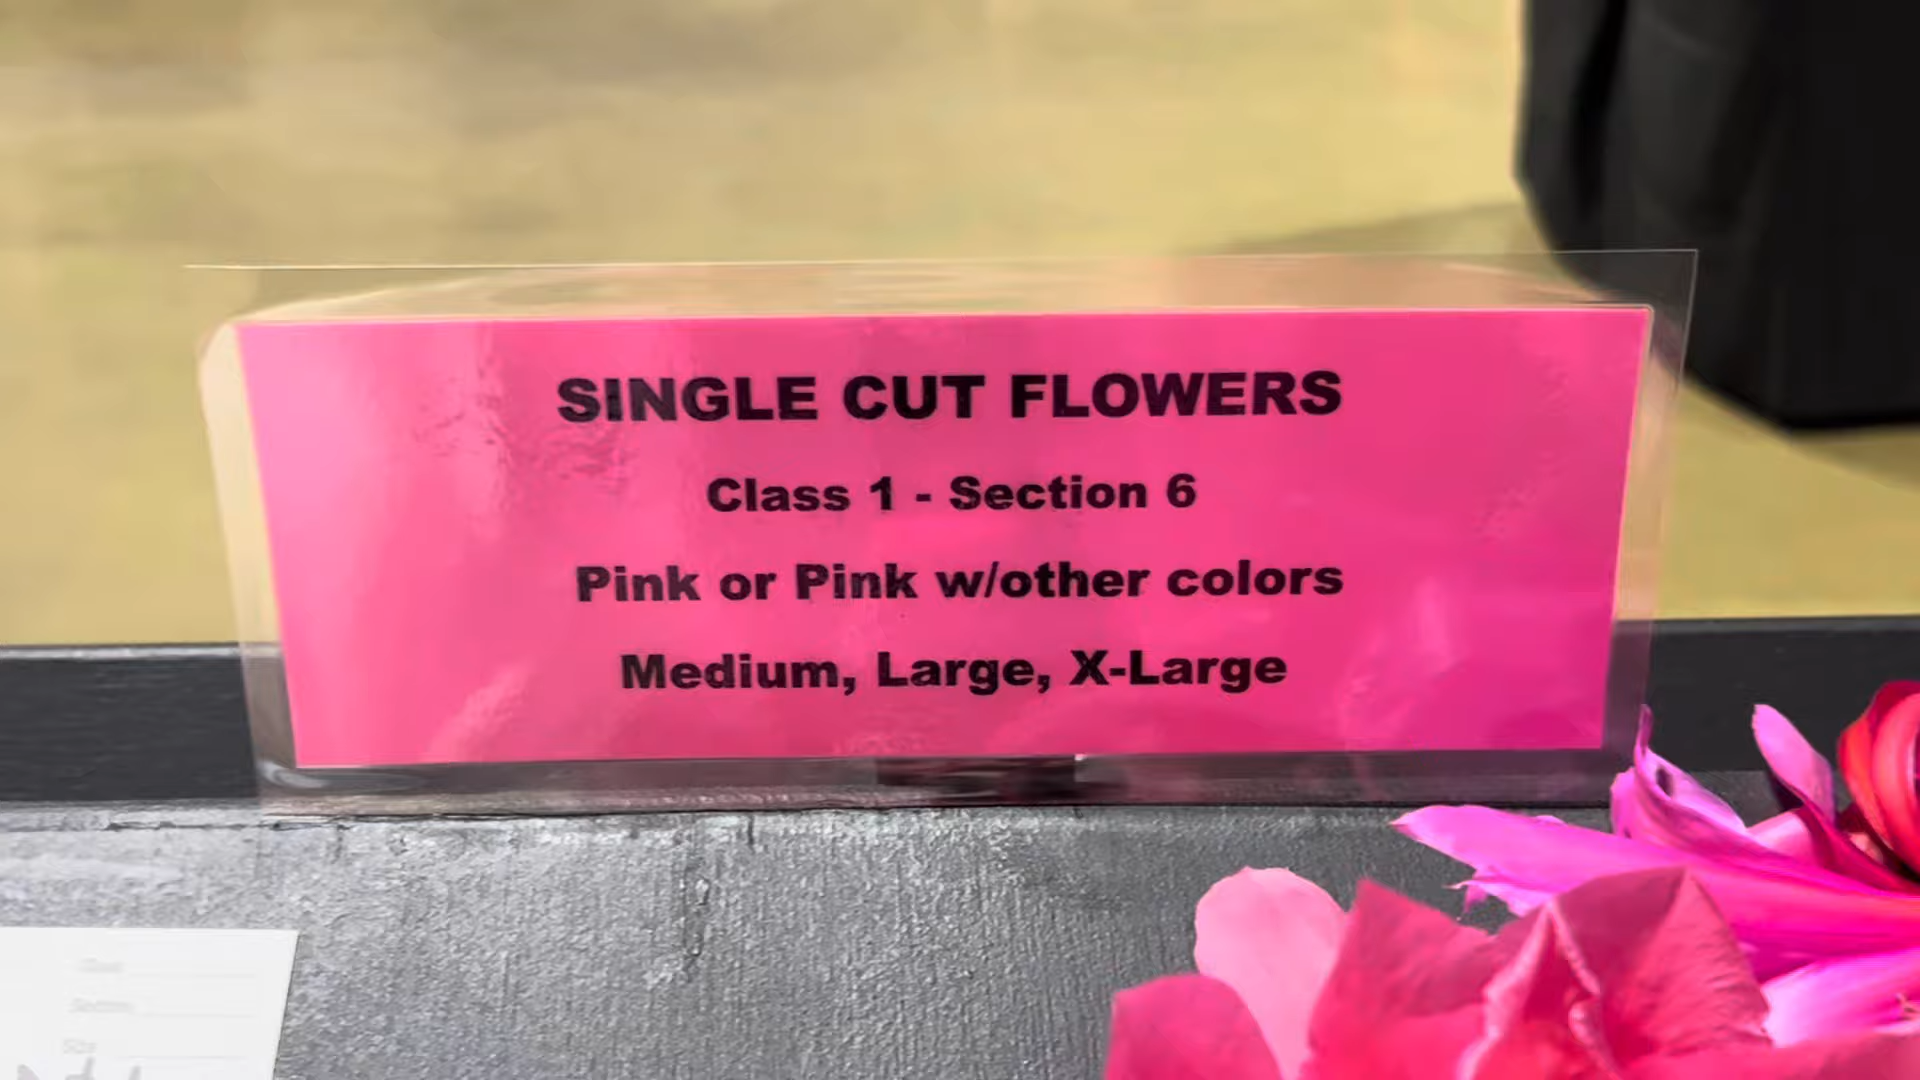 SINGLE CUT FLOWERS
Class 1 - Section 6
Pink or Pink w/other colors
Medium, Large, X-Large